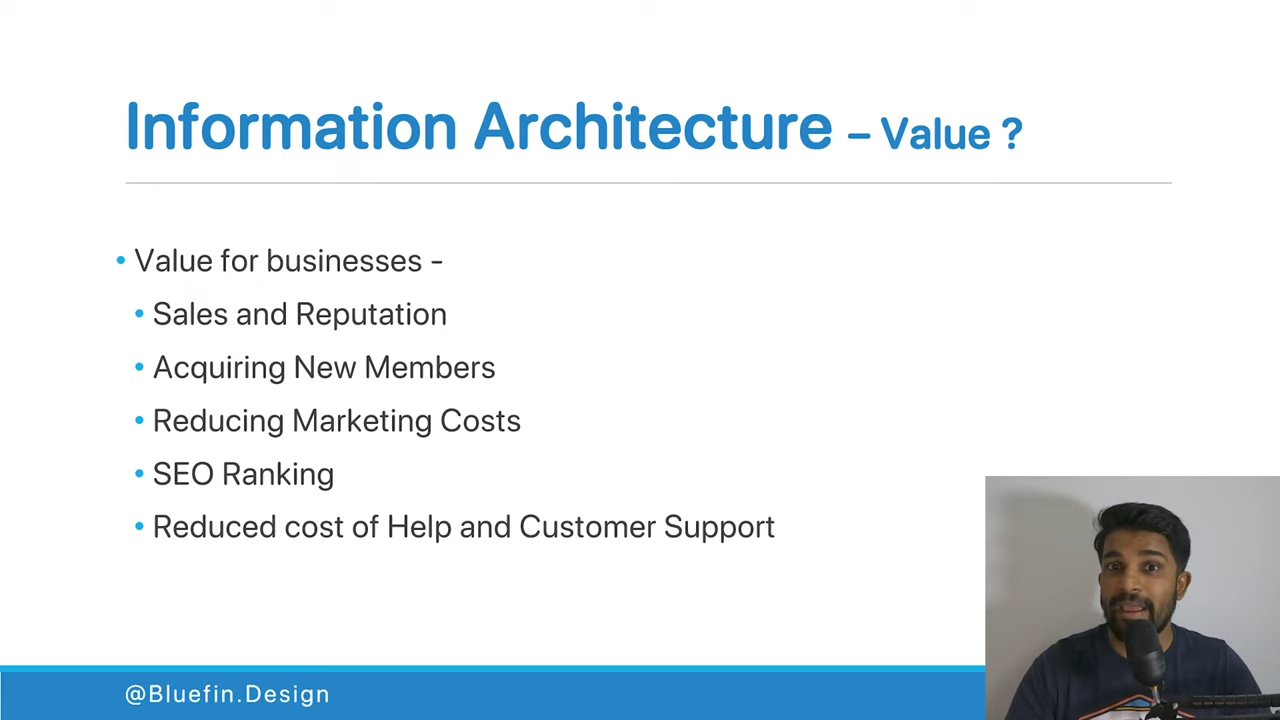 Information Architecture – Value ?
• Value for businesses -
• Sales and Reputation
• Acquiring New Members
• Reducing Marketing Costs
• SEO Ranking
• Reduced cost of Help and Customer Support
@Bluefin.Design